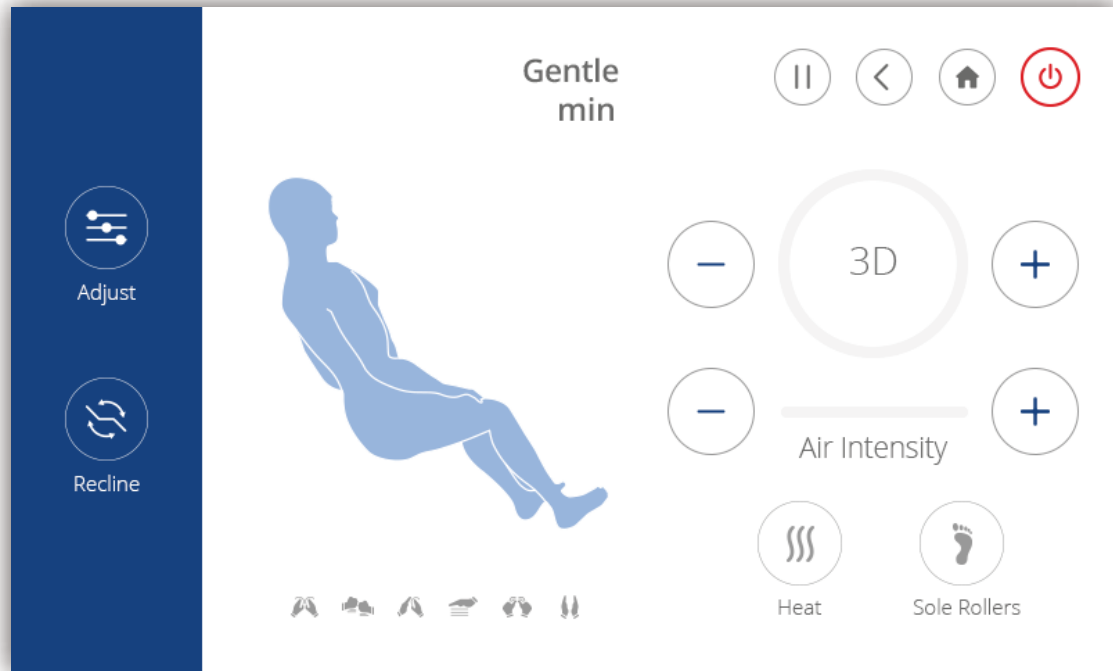 Gentle
min
Adjust
3D
Air Intensity
Recline
Heat
Sole Rollers